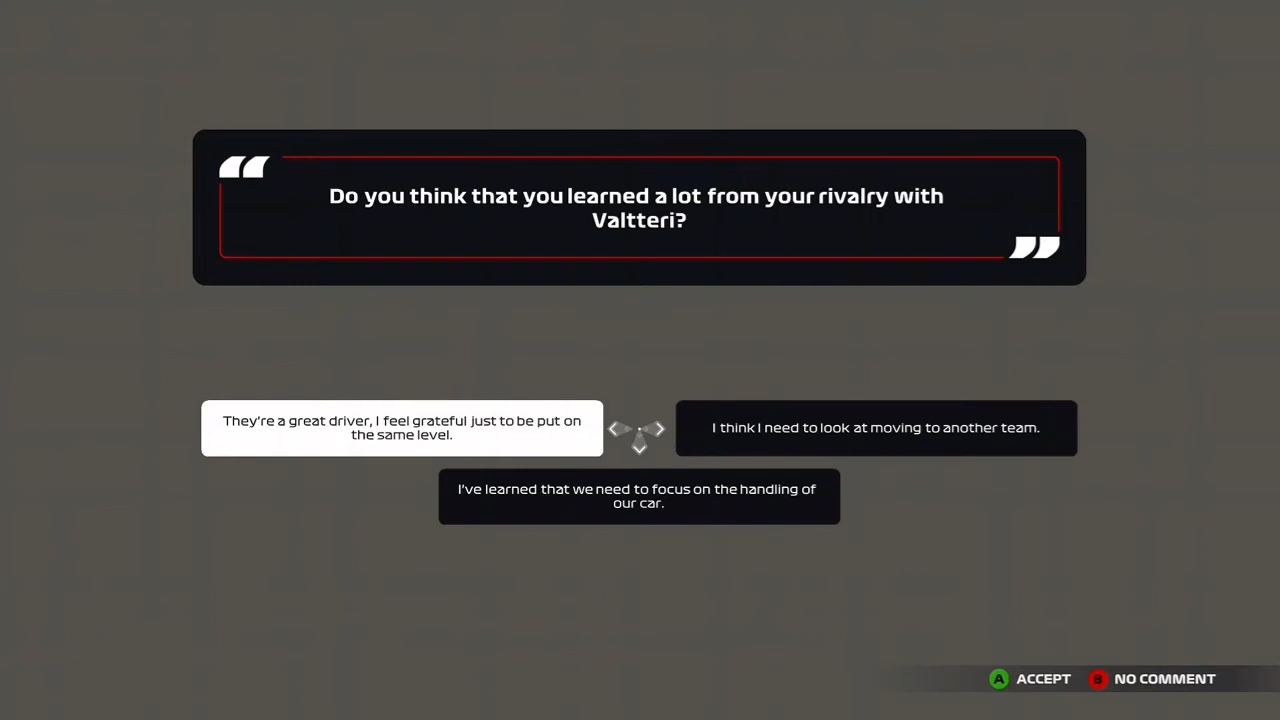 Do you think that you learned a lot from your rivalry with
Valtteri?
They're a great driver, I feel grateful just to be put on
the same level.
I think I need to look at moving to another team.
I've learned that we need to focus on the handling of
our car.
A ACCEPT B NO COMMENT